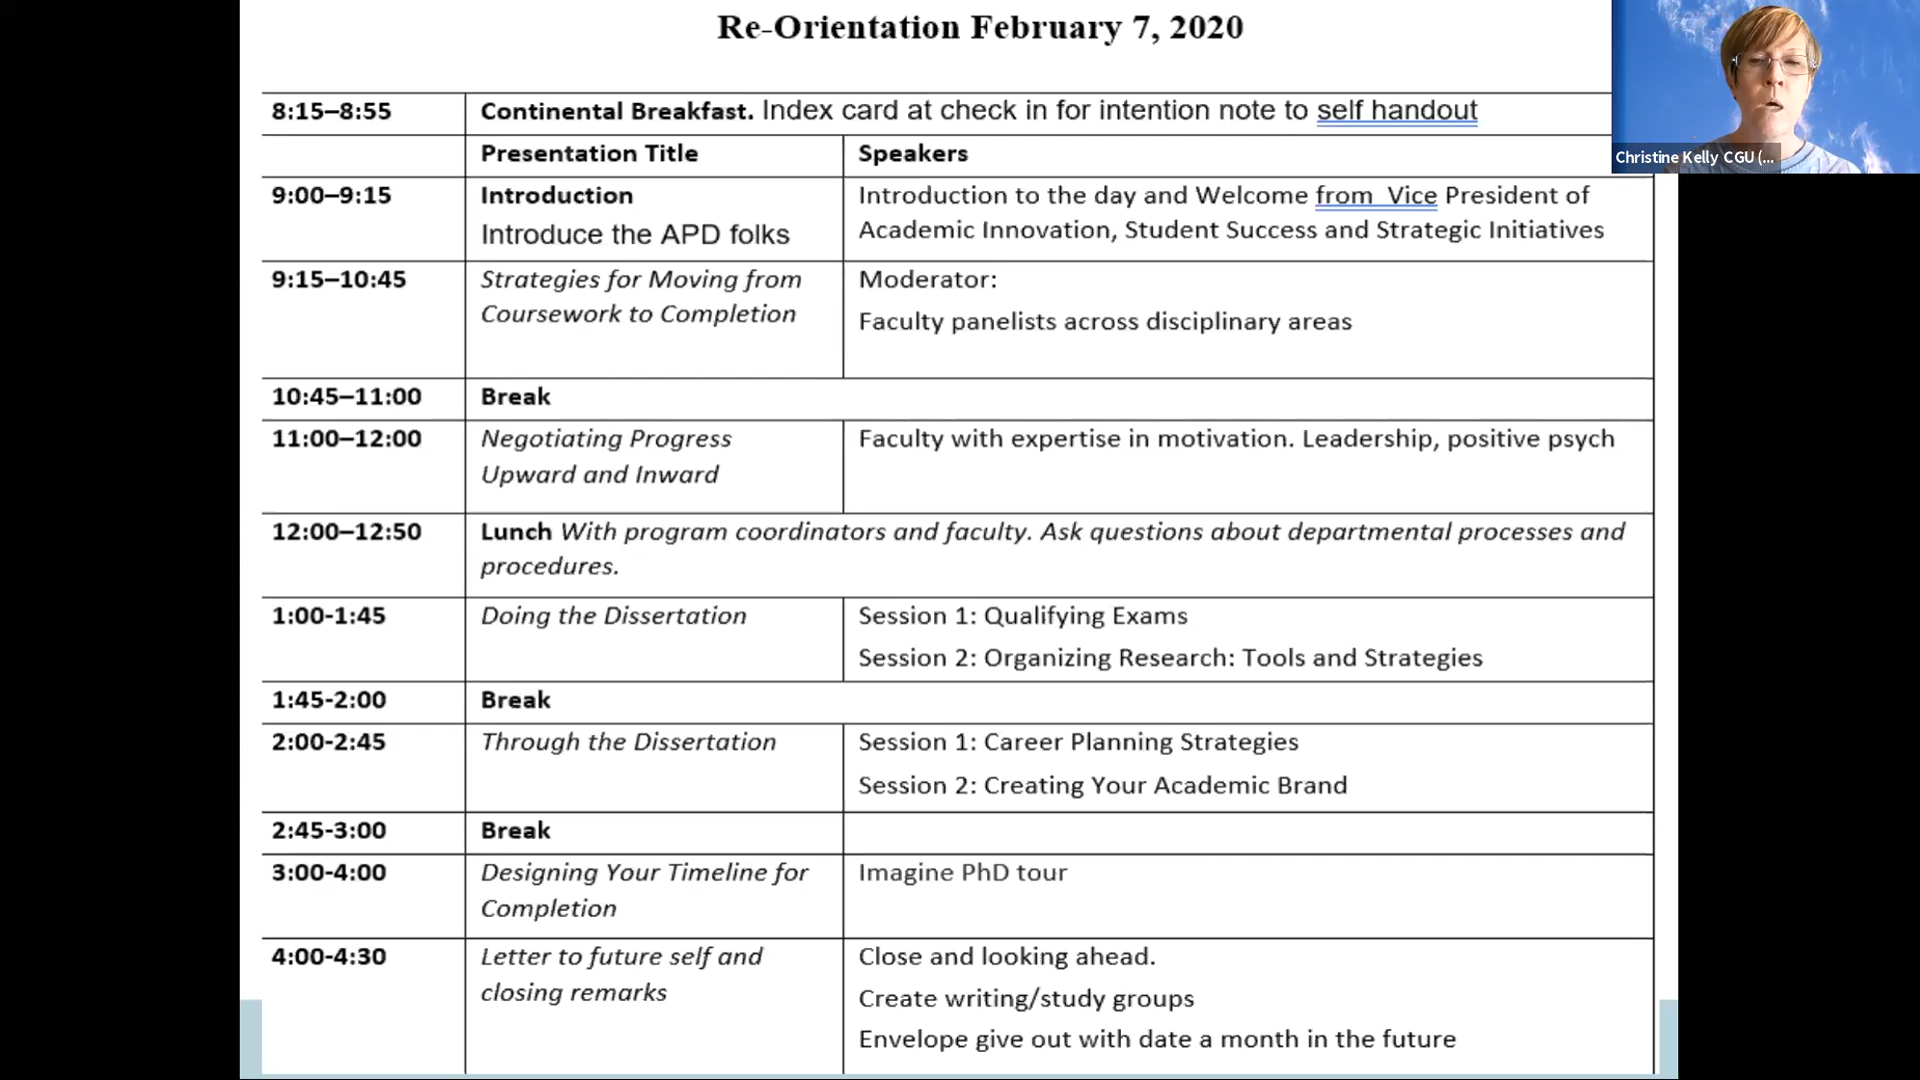 Re-Orientation February 7, 2020
8:15–8:55 Continental Breakfast. Index card at check in for intention note to self handout
Presentation Title Speakers
Christine Kelly CGU (...
9:00–9:15 Introduction Introduction to the day and Welcome from Vice President of
Introduce the APD folks Academic Innovation, Student Success and Strategic Initiatives
9:15–10:45 Strategies for Moving from Moderator:
Coursework to Completion Faculty panelists across disciplinary areas
10:45–11:00 Break
11:00–12:00 Negotiating Progress Faculty with expertise in motivation. Leadership, positive psych
Upward and Inward
12:00–12:50 Lunch With program coordinators and faculty. Ask questions about departmental processes and
procedures.
1:00-1:45 Doing the Dissertation Session 1: Qualifying Exams
Session 2: Organizing Research: Tools and Strategies
1:45-2:00 Break
2:00-2:45 Through the Dissertation Session 1: Career Planning Strategies
Session 2: Creating Your Academic Brand
2:45-3:00 Break
3:00-4:00 Designing Your Timeline for Imagine PhD tour
Completion
4:00-4:30 Letter to future self and Close and looking ahead.
closing remarks Create writing/study groups
Envelope give out with date a month in the future